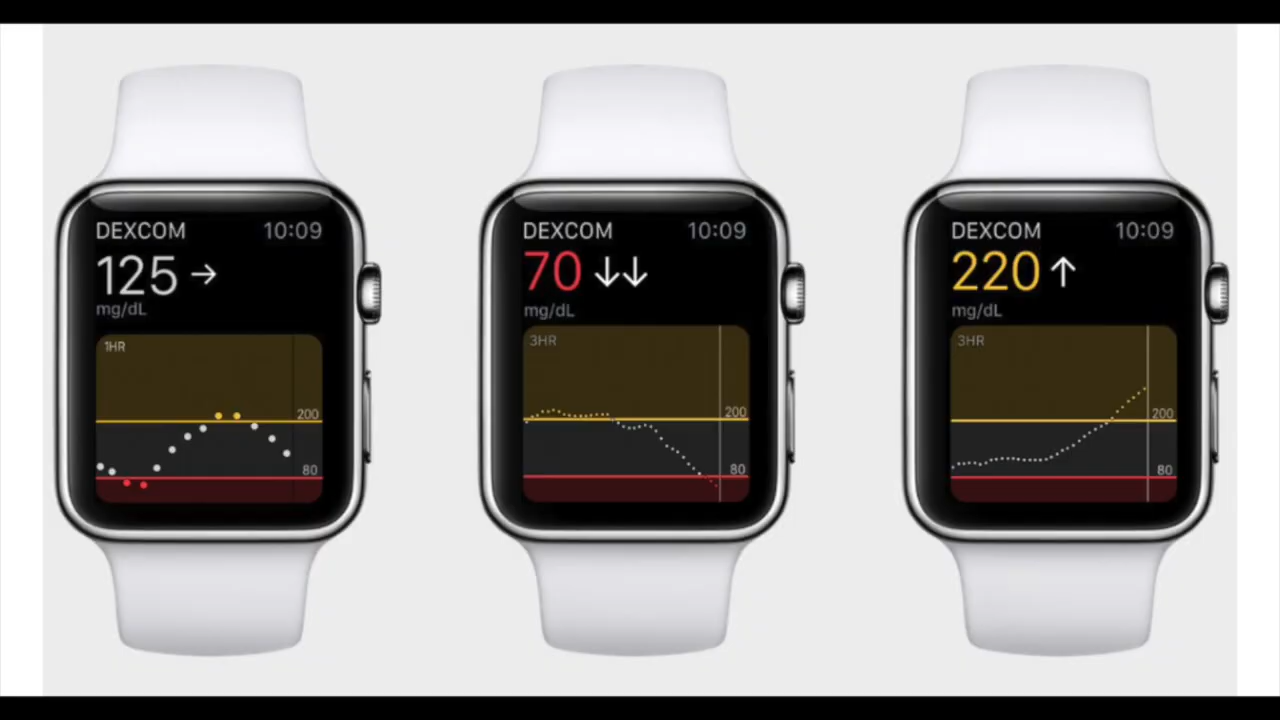 DEXCOM 10:09
125 →
mg/dL
1HR
200
80
DEXCOM 10:09
70 ↓↓
mg/dL
3HR
200
80
DEXCOM 10:09
220 ↑
mg/dL
3HR
200
80